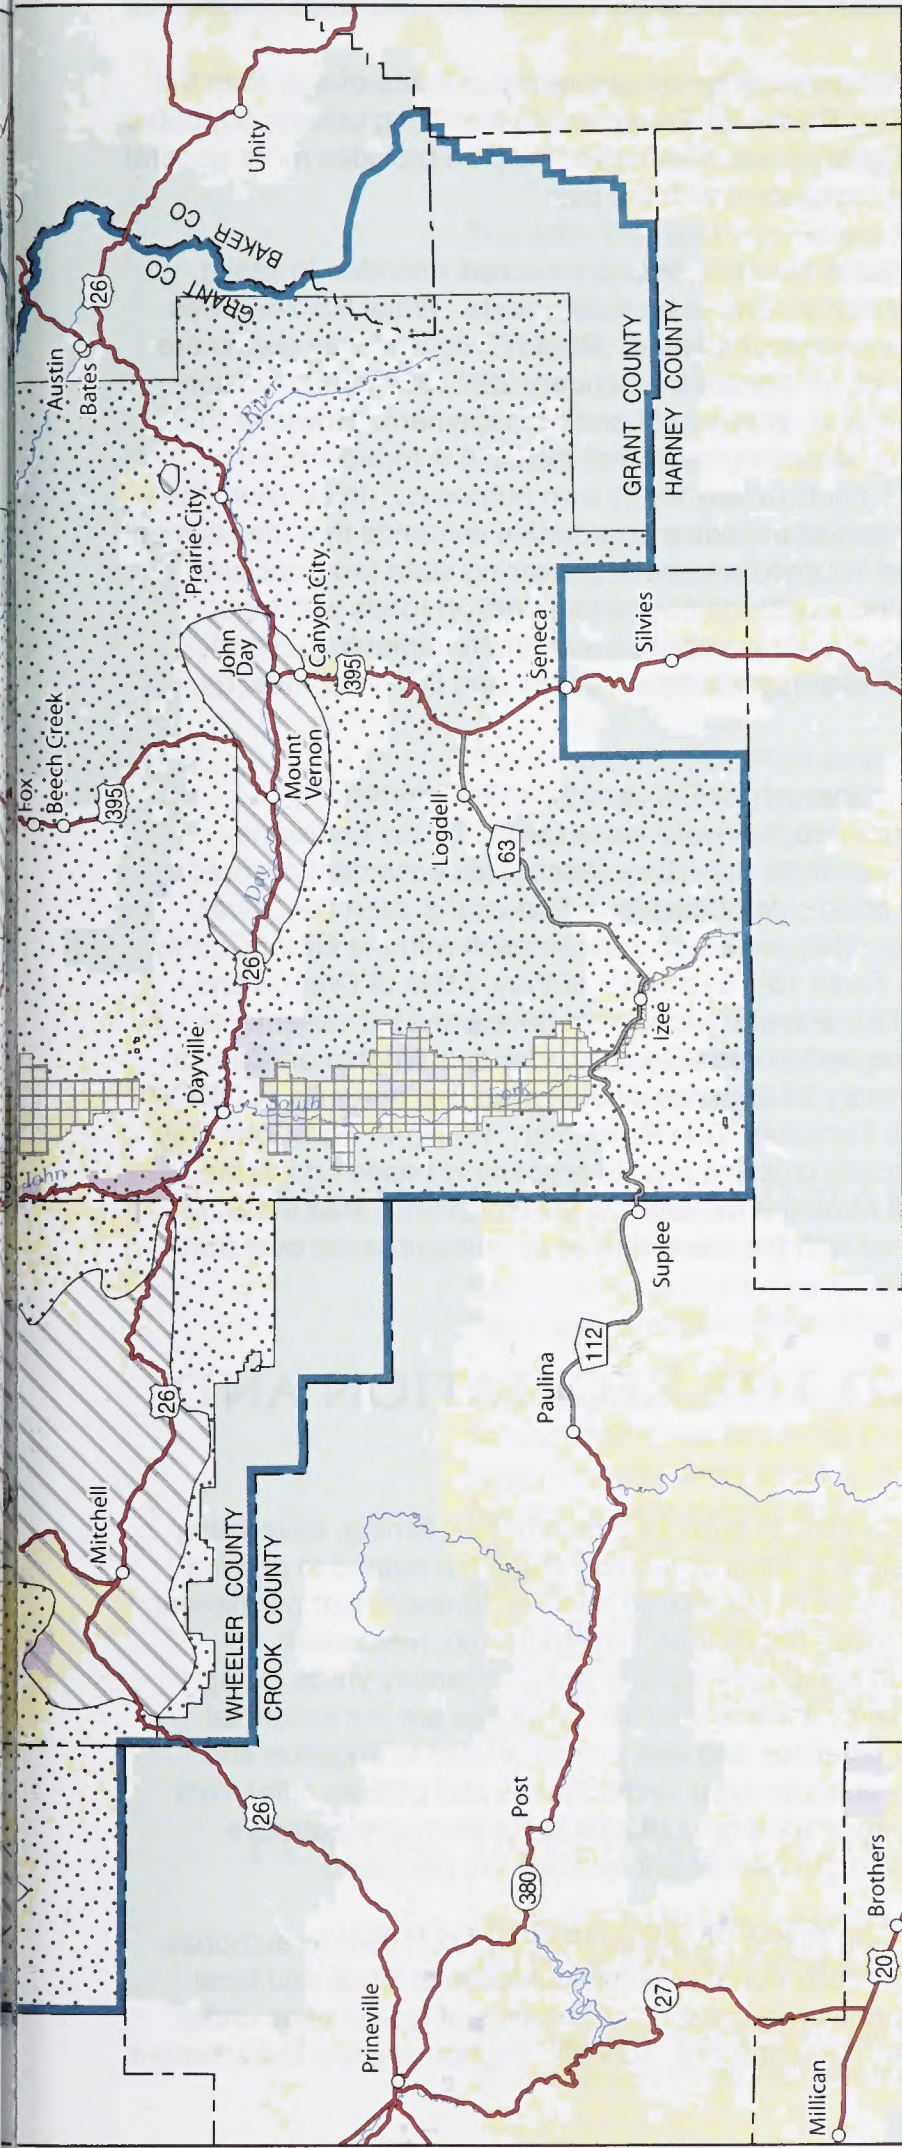 Unity
BAKER CO
GRANT CO
26
Austin
Bates
River
Prairie City
GRANT COUNTY
HARNEY COUNTY
John
Day
Canyon City
395
Seneca
Silvies
Fox
Beech Creek
395
Mount
Vernon
Logdell
63
Day
26
Izee
Dayville
South
Fork
John
Suplee
112
Paulina
26
Mitchell
WHEELER COUNTY
CROOK COUNTY
26
Post
380
Prineville
27
Brothers
20
Millican